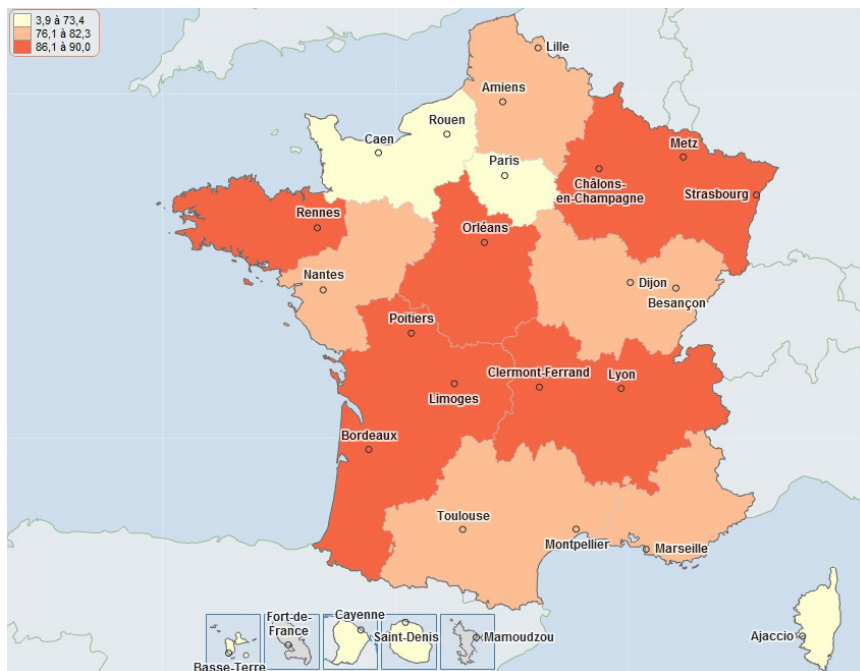 3,9 à 73,4
76,1 à 82,3
86,1 à 90,0
Lille
Amiens
Rouen
Caen
Paris
Metz
Châlons-
en-Champagne
Strasbourg
Rennes
Orléans
Nantes
Dijon
Besançon
Poitiers
Clermont-Ferrand
Lyon
Limoges
Bordeaux
Toulouse
Montpellier
Marseille
Ajaccio
Basse-Terre
Fort-de-
France
Cayenne
Saint-Denis
Mamoudzou